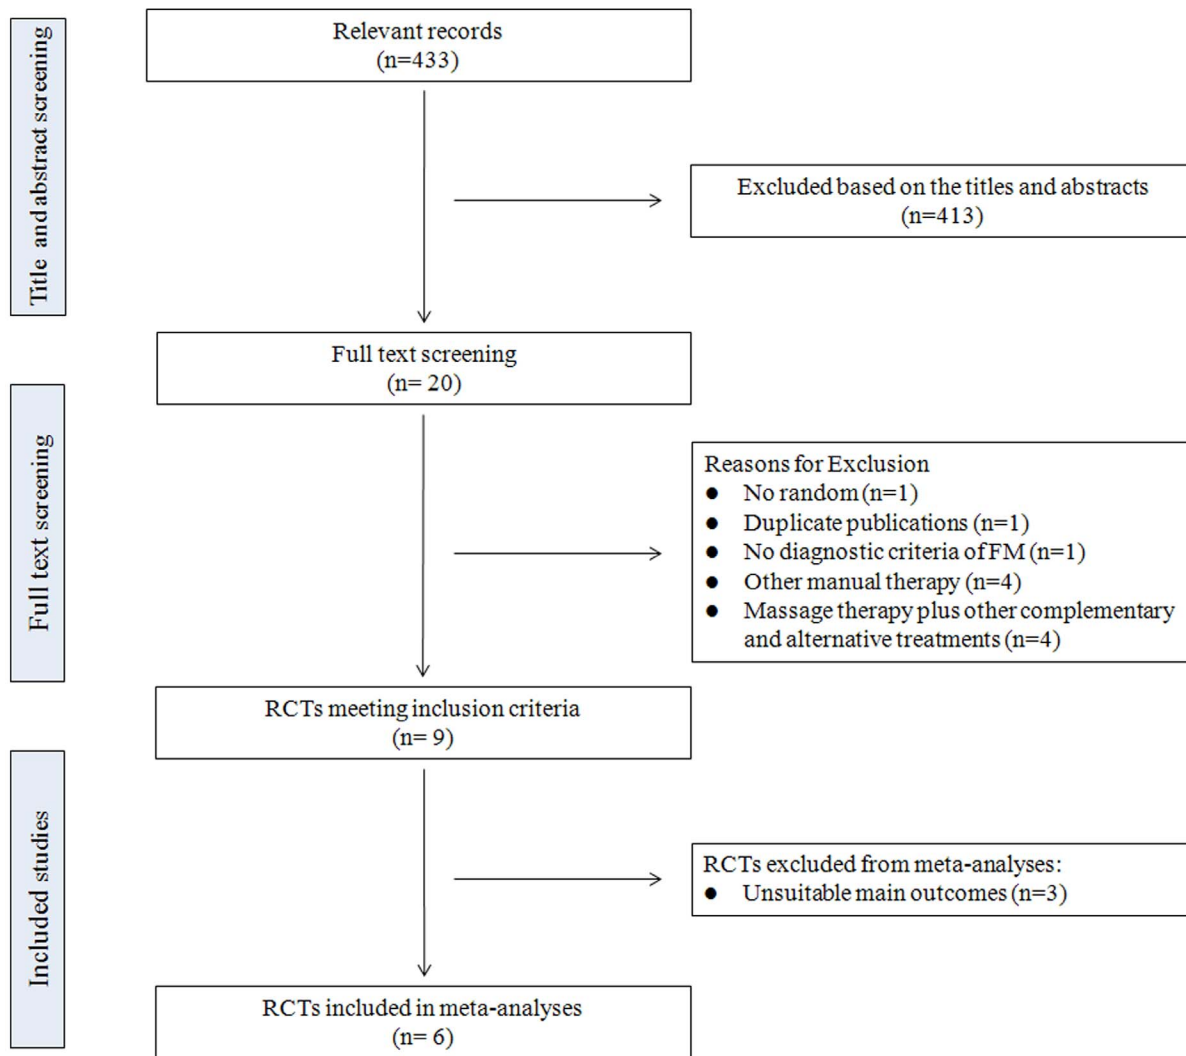 Title and abstract screening
Relevant records
(n=433)
Excluded based on the titles and abstracts
(n=413)
Full text screening
Full text screening
(n= 20)
Reasons for Exclusion
● No random (n=1)
● Duplicate publications (n=1)
● No diagnostic criteria of FM (n=1)
● Other manual therapy (n=4)
● Massage therapy plus other complementary
and alternative treatments (n=4)
RCTs meeting inclusion criteria
(n= 9)
Included studies
RCTs excluded from meta-analyses:
● Unsuitable main outcomes (n=3)
RCTs included in meta-analyses
(n= 6)